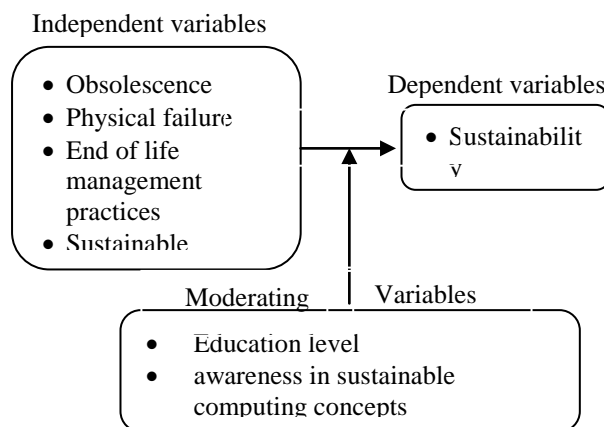 Independent variables
• Obsolescence
• Physical failure
• End of life
management
practices
• Sustainable
Dependent variables
• Sustainabilit
y
Moderating Variables
• Education level
• awareness in sustainable
computing concepts